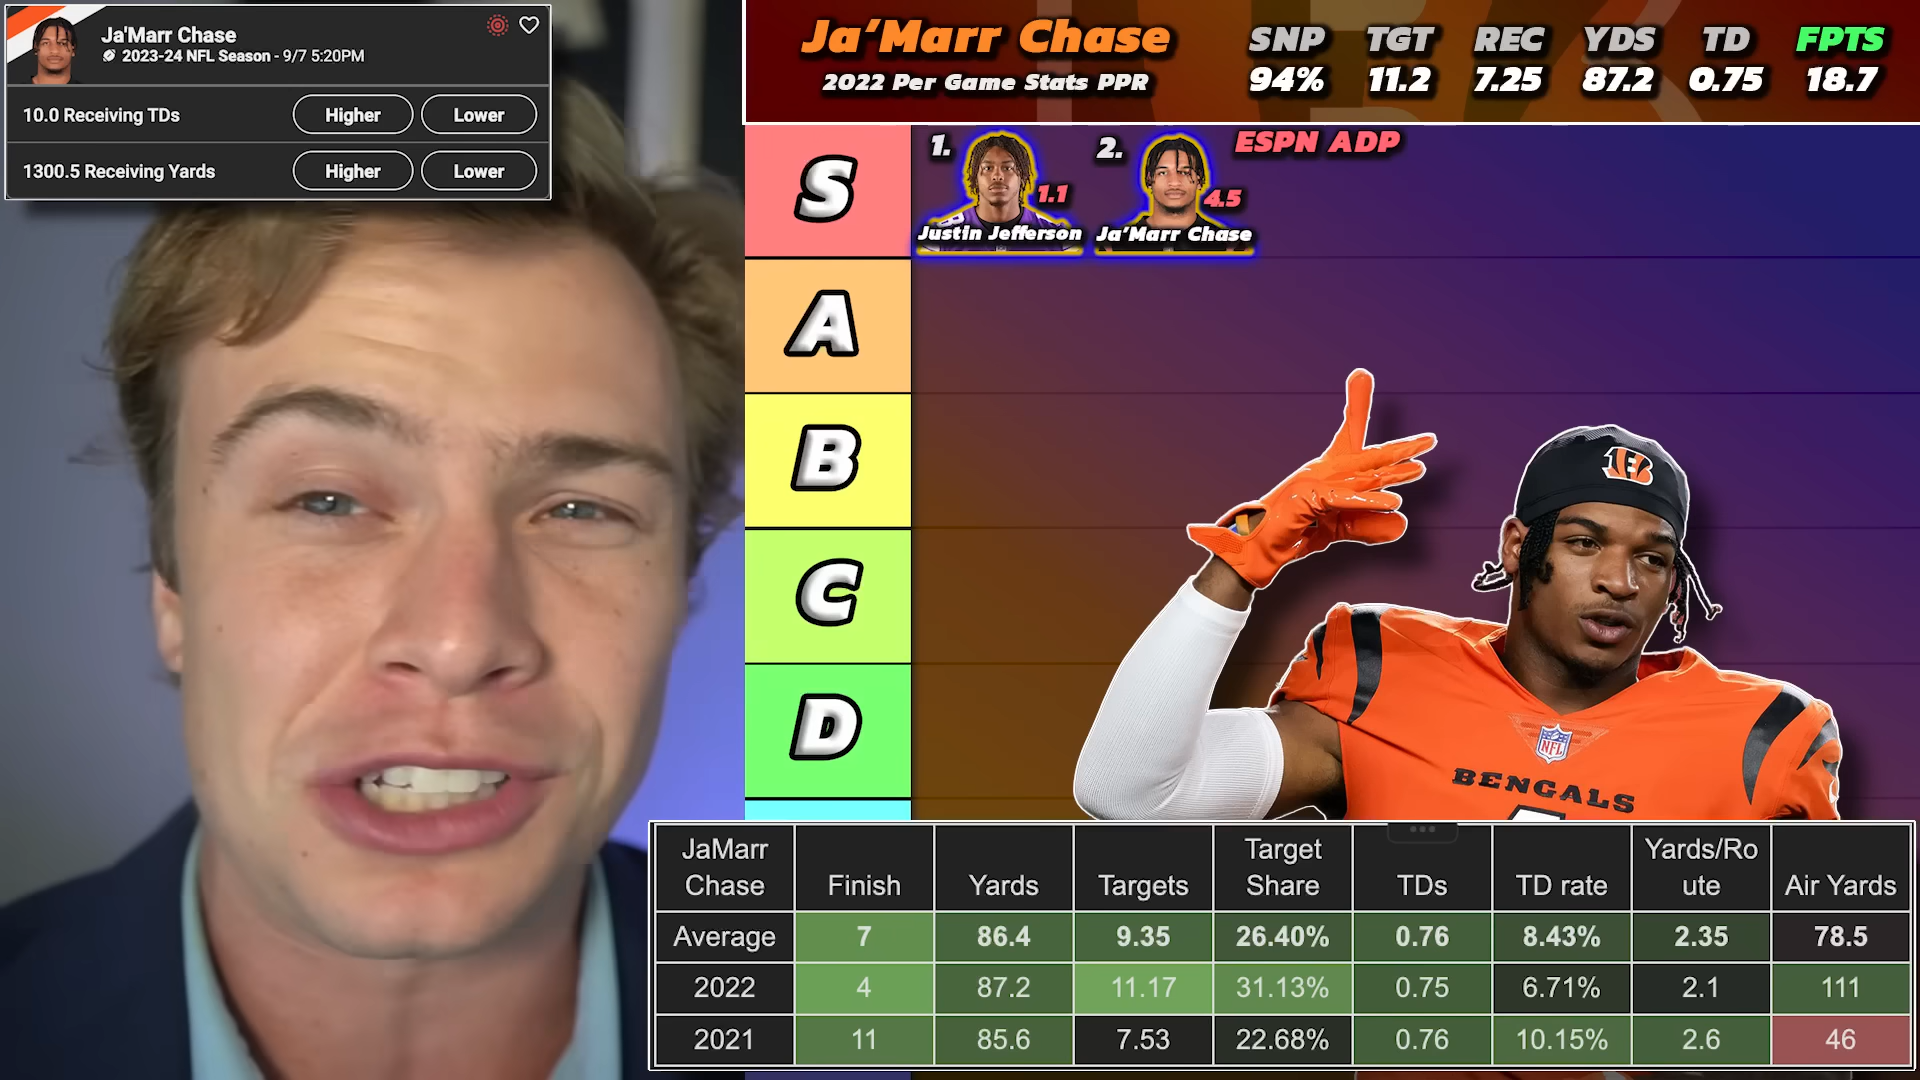 Ja'Marr Chase
2023-24 NFL Season - 9/7 5:20PM
10.0 Receiving TDs Higher Lower
1300.5 Receiving Yards Higher Lower
Ja'Marr Chase
2022 Per Game Stats PPR
SNP TGT REC YDS TD FPTS
94% 11.2 7.25 87.2 0.75 18.7
S
1. 1.1 Justin Jefferson
2. 4.5 Ja'Marr Chase
ESPN ADP
A
B
C
D
B
NFL
BENGALS
JaMarr Chase Finish Yards Targets Target Share TDs TD rate Yards/Route Air Yards
Average 7 86.4 9.35 26.40% 0.76 8.43% 2.35 78.5
2022 4 87.2 11.17 31.13% 0.75 6.71% 2.1 111
2021 11 85.6 7.53 22.68% 0.76 10.15% 2.6 46